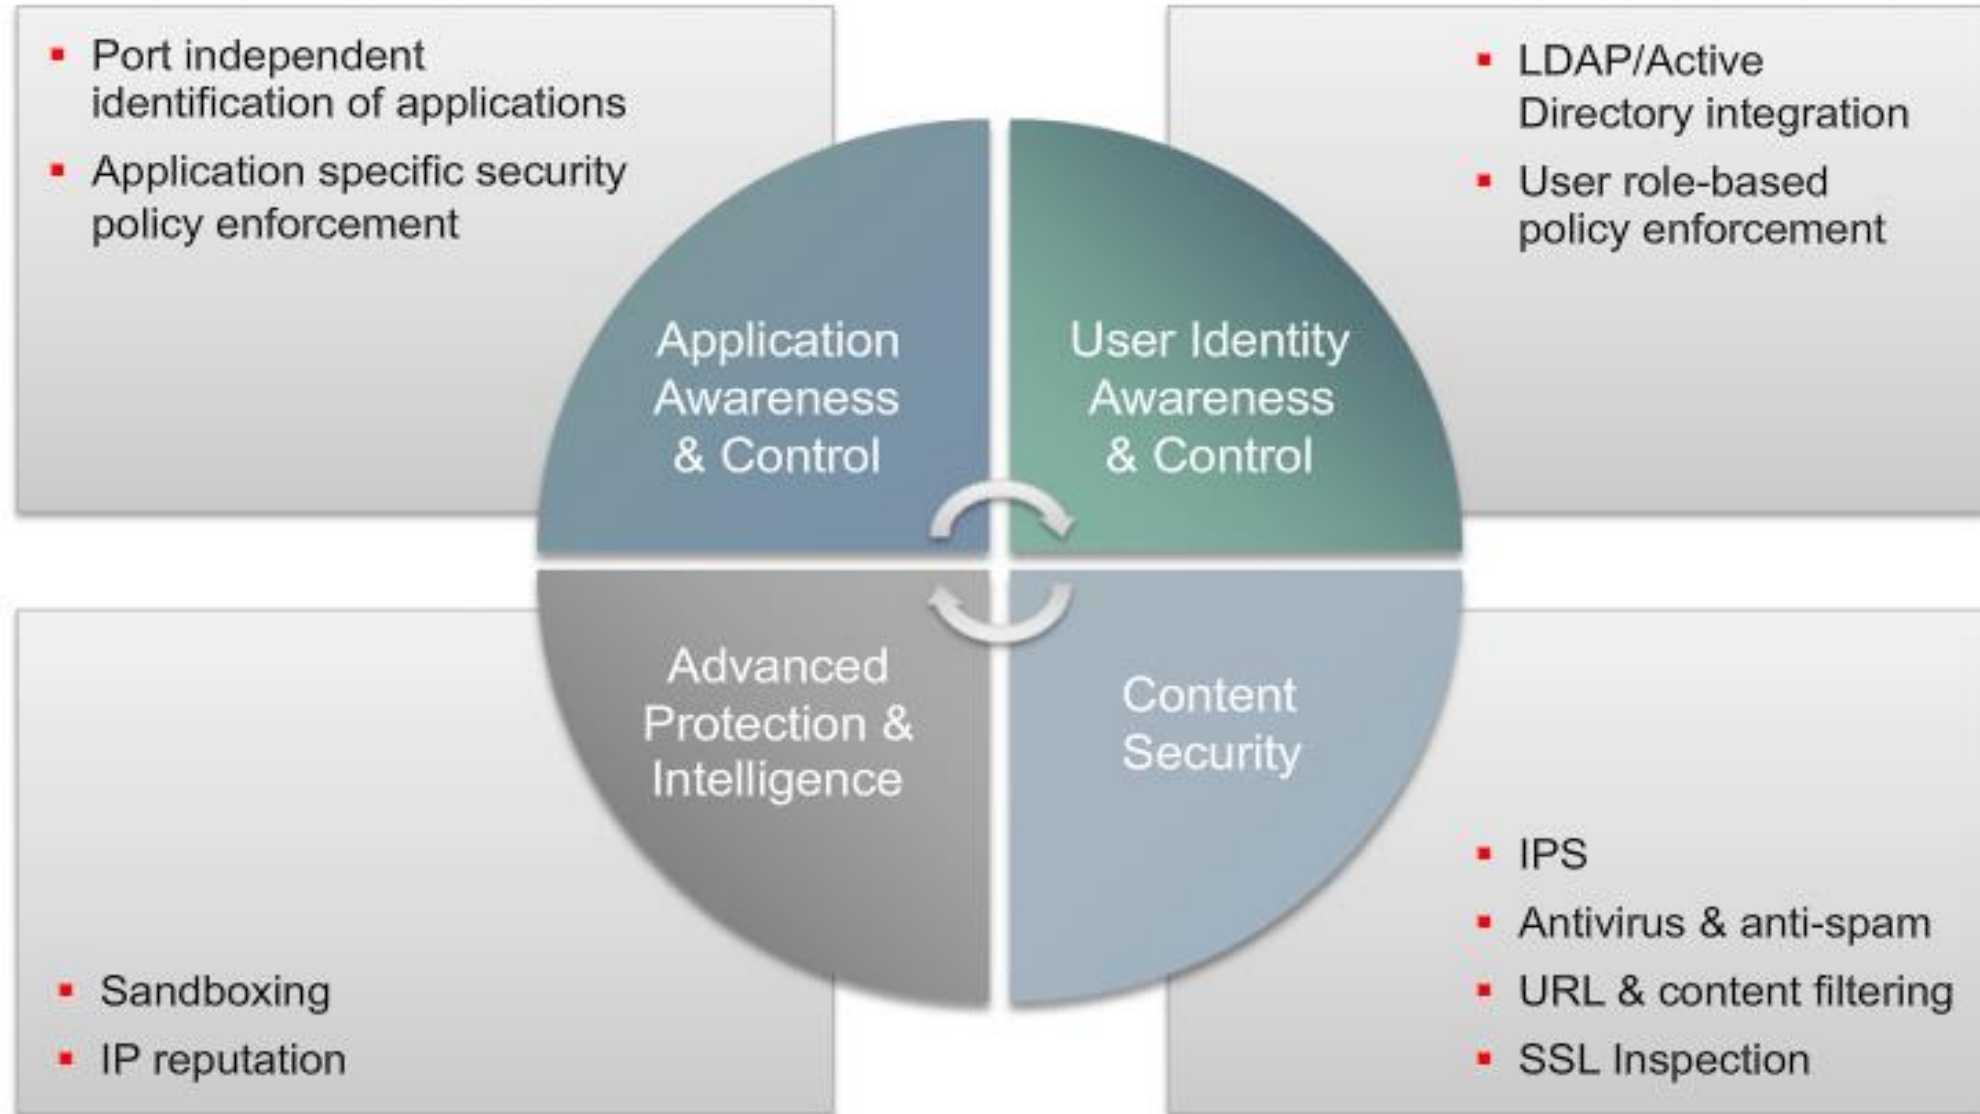 Port independent
identification of applications
Application specific security
policy enforcement
LDAP/Active
Directory integration
User role-based
policy enforcement
Application
Awareness
& Control
User Identity
Awareness
& Control
Advanced
Protection &
Intelligence
Content
Security
Sandboxing
IP reputation
IPS
Antivirus & anti-spam
URL & content filtering
SSL Inspection